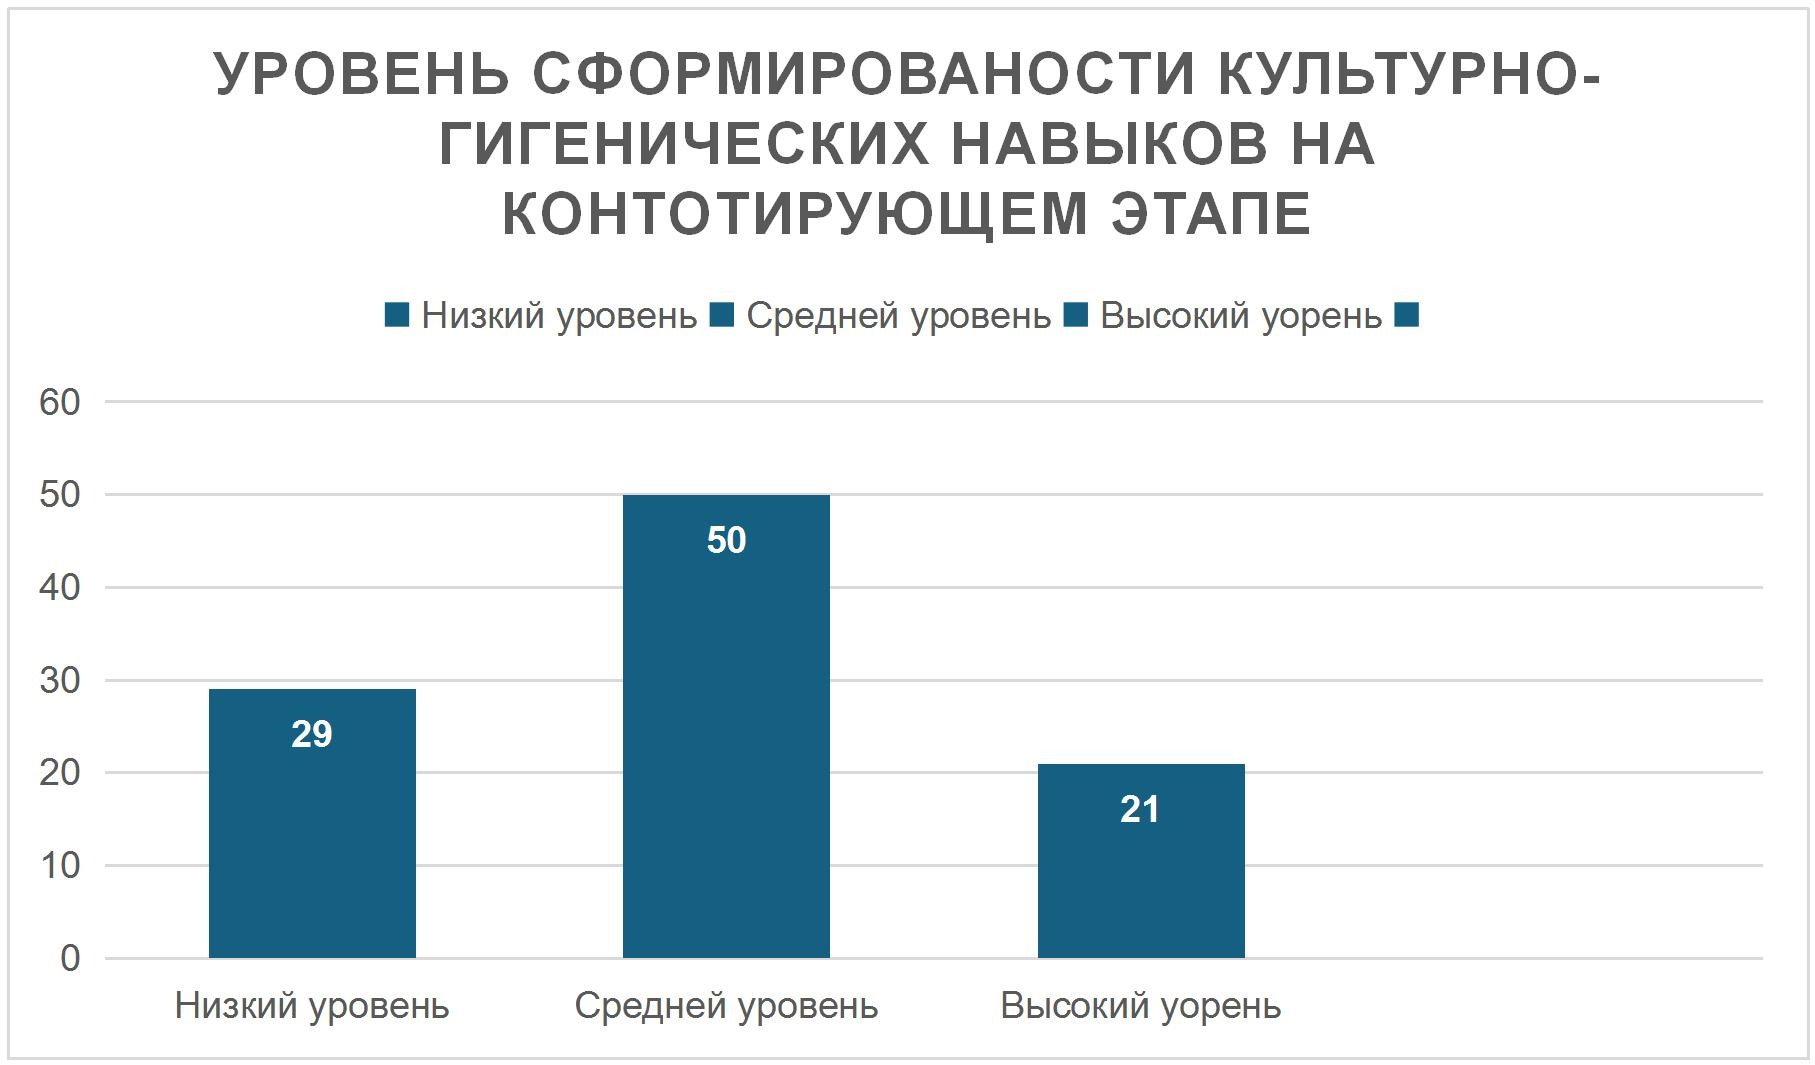 УРОВЕНЬ СФОРМИРОВАНОСТИ КУЛЬТУРНО-
ГИГЕНИЧЕСКИХ НАВЫКОВ НА
КОНТОТИРУЮЩЕМ ЭТАПЕ
Низкий уровень Средней уровень Высокий уорень
60
50
40
30
20
10
0
29
50
21
Низкий уровень Средней уровень Высокий уорень